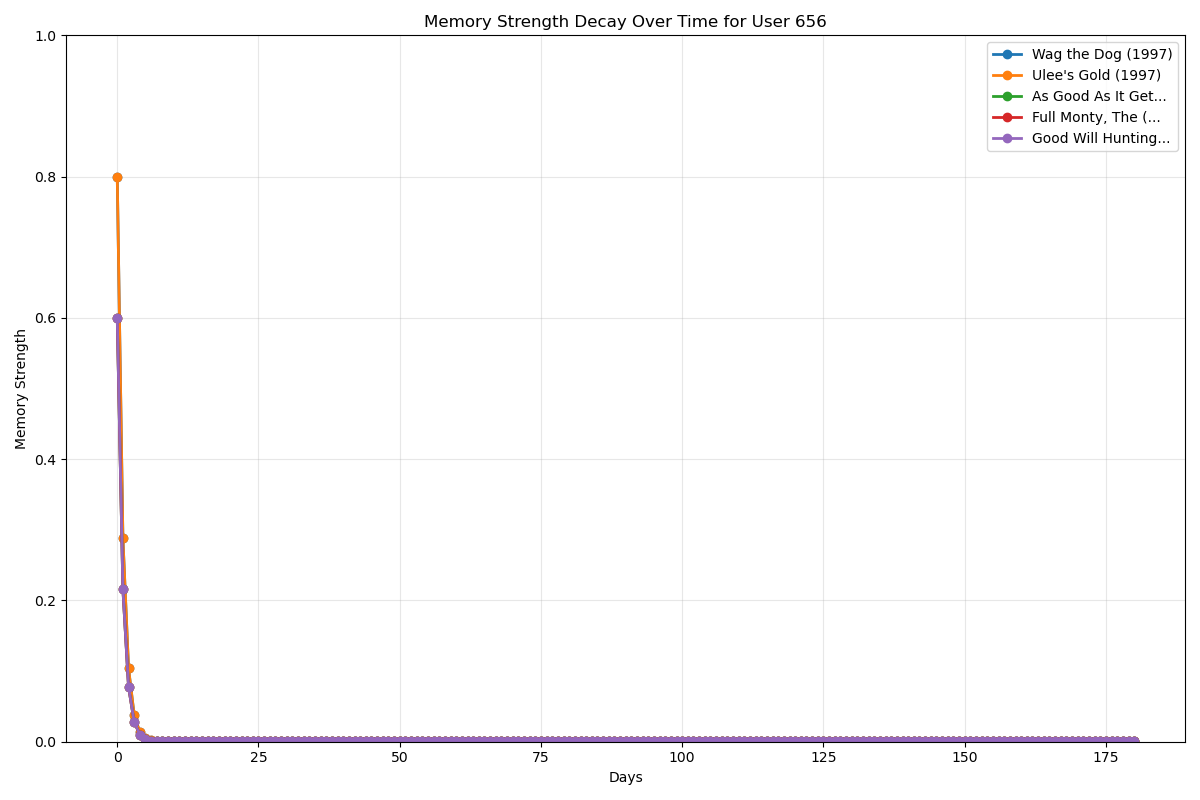 Memory Strength Decay Over Time for User 656
Wag the Dog (1997)
Ulee's Gold (1997)
As Good As It Get...
Full Monty, The (...
Good Will Hunting...
Memory Strength
1.0
0.8
0.6
0.4
0.2
0.0
0 25 50 75 100 125 150 175
Days